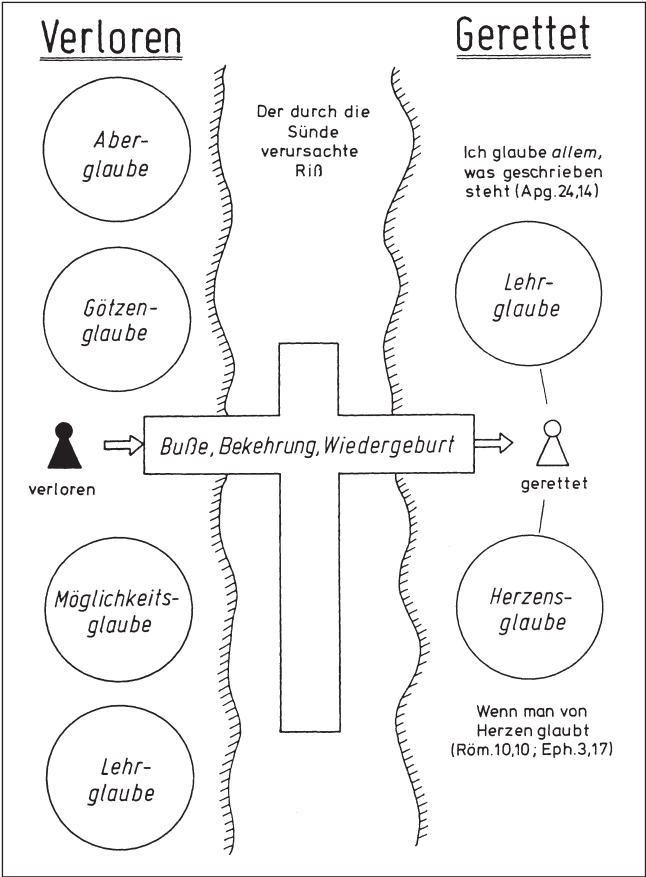 Verloren
Aber-
glaube
Götzen-
glaube
verloren
Möglichkeits-
glaube
Lehr-
glaube
Der durch die
Sünde
verursachte
Riß
Buße, Bekehrung, Wiedergeburt
Gerettet
Ich glaube allem,
was geschrieben
steht (Apg.24,14)
Lehr-
glaube
gerettet
Herzens-
glaube
Wenn man von
Herzen glaubt
(Röm.10,10; Eph.3,17)